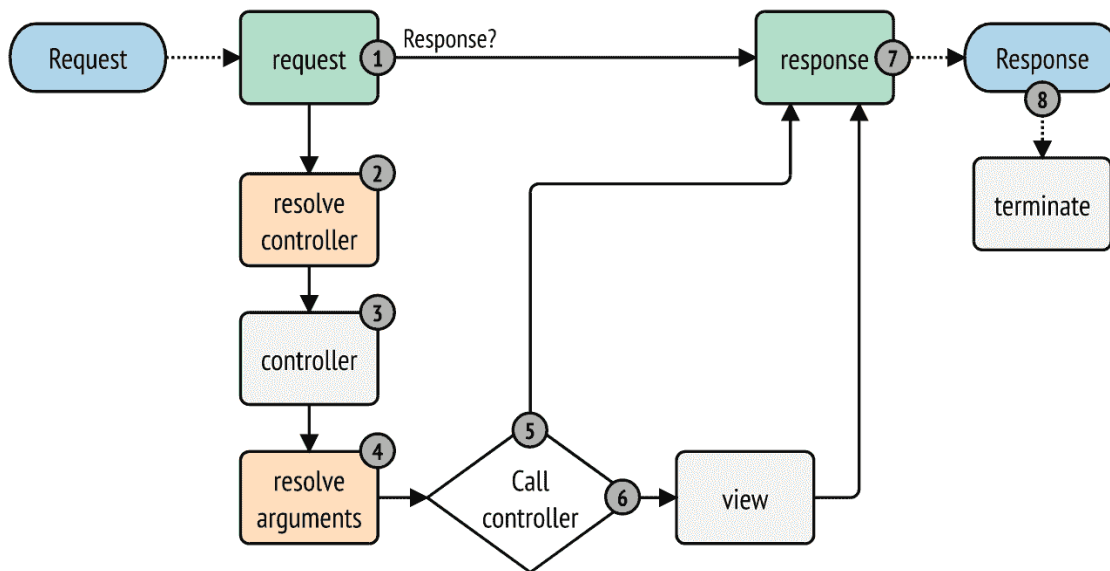 Request
request
1
Response?
response
7
Response
8
terminate
2
resolve
controller
3
controller
4
resolve
arguments
5
Call
controller
6
view